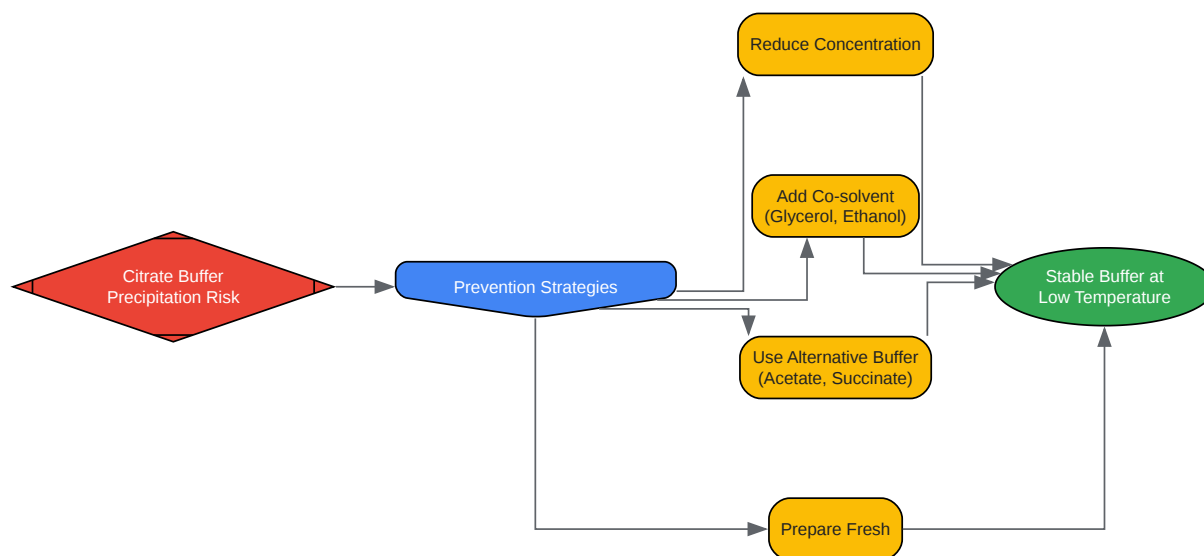 Citrate Buffer
Precipitation Risk
Prevention Strategies
Reduce Concentration
Add Co-solvent
(Glycerol, Ethanol)
Use Alternative Buffer
(Acetate, Succinate)
Prepare Fresh
Stable Buffer at
Low Temperature